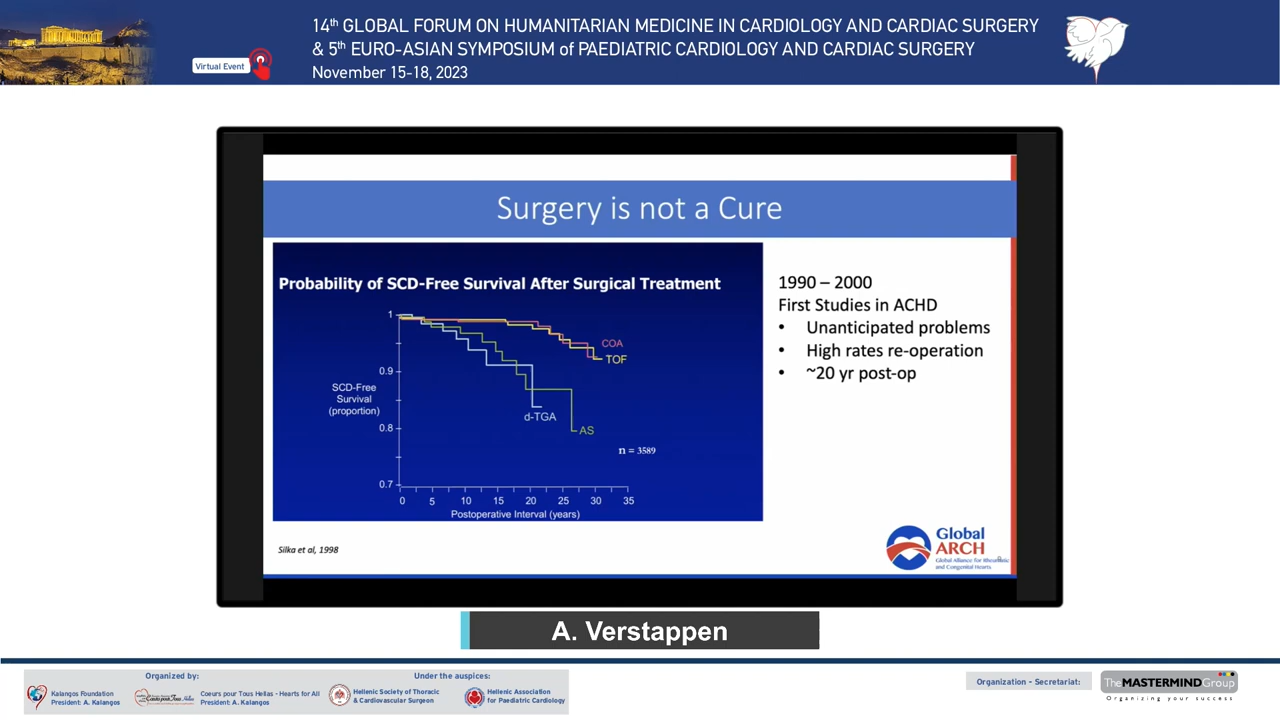 14th GLOBAL FORUM ON HUMANITARIAN MEDICINE IN CARDIOLOGY AND CARDIAC SURGERY
& 5th EURO-ASIAN SYMPOSIUM of PAEDIATRIC CARDIOLOGY AND CARDIAC SURGERY
Virtual Event
November 15-18, 2023
Surgery is not a Cure
Probability of SCD-Free Survival After Surgical Treatment
1
0.9
0.8
0.7
SCD-Free
Survival
(proportion)
COA
TOF
d-TGA
AS
n = 3589
0 5 10 15 20 25 30 35
Postoperative Interval (years)
Silka et al, 1998
1990 – 2000
First Studies in ACHD
• Unanticipated problems
• High rates re-operation
• ~20 yr post-op
Global
ARCH
Global Alliance for Rheumatic
and Congenital Hearts
9
A. Verstappen
Organized by:
Kalangos Foundation
President: A. Kalangos
Coeurs pour Tous Hellas - Hearts for All
President: A. Kalangos
Under the auspices:
Hellenic Society of Thoracic
& Cardiovascular Surgeon
Hellenic Association
for Paediatric Cardiology
Organization - Secretariat:
The MASTERMIND Group
Organizing your success